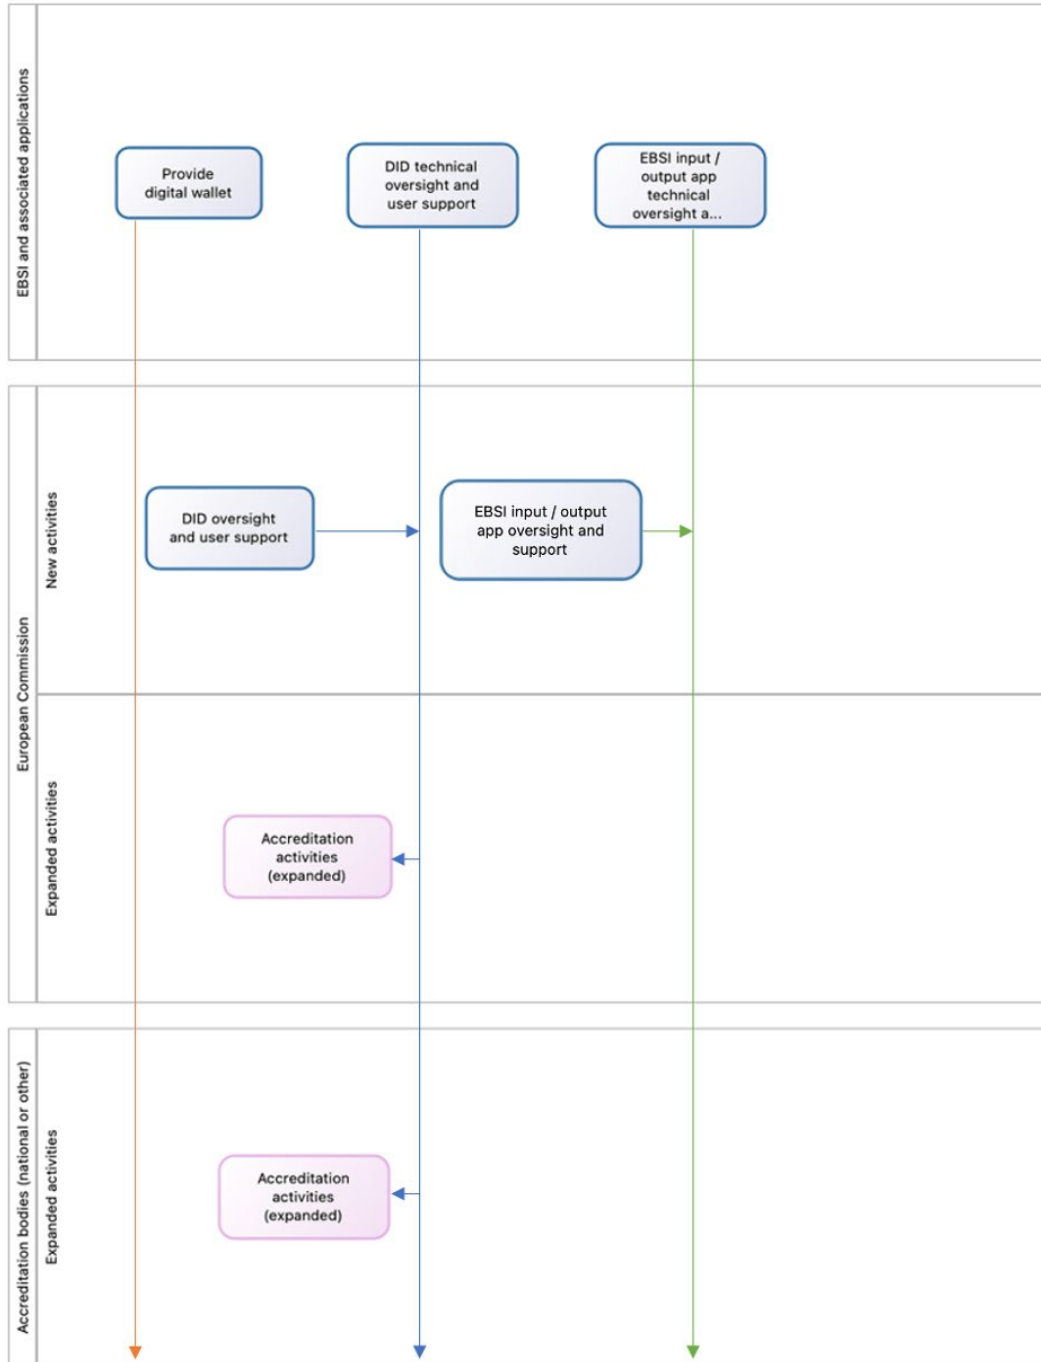 EBSI and associated applications
Provide
digital wallet
DID technical
oversight and
user support
EBSI input /
output app
technical
oversight a...
European Commission
New activities
DID oversight
and user support
EBSI input / output
app oversight and
support
Expanded activities
Accreditation
activities
(expanded)
Accreditation bodies (national or other)
Expanded activities
Accreditation
activities
(expanded)